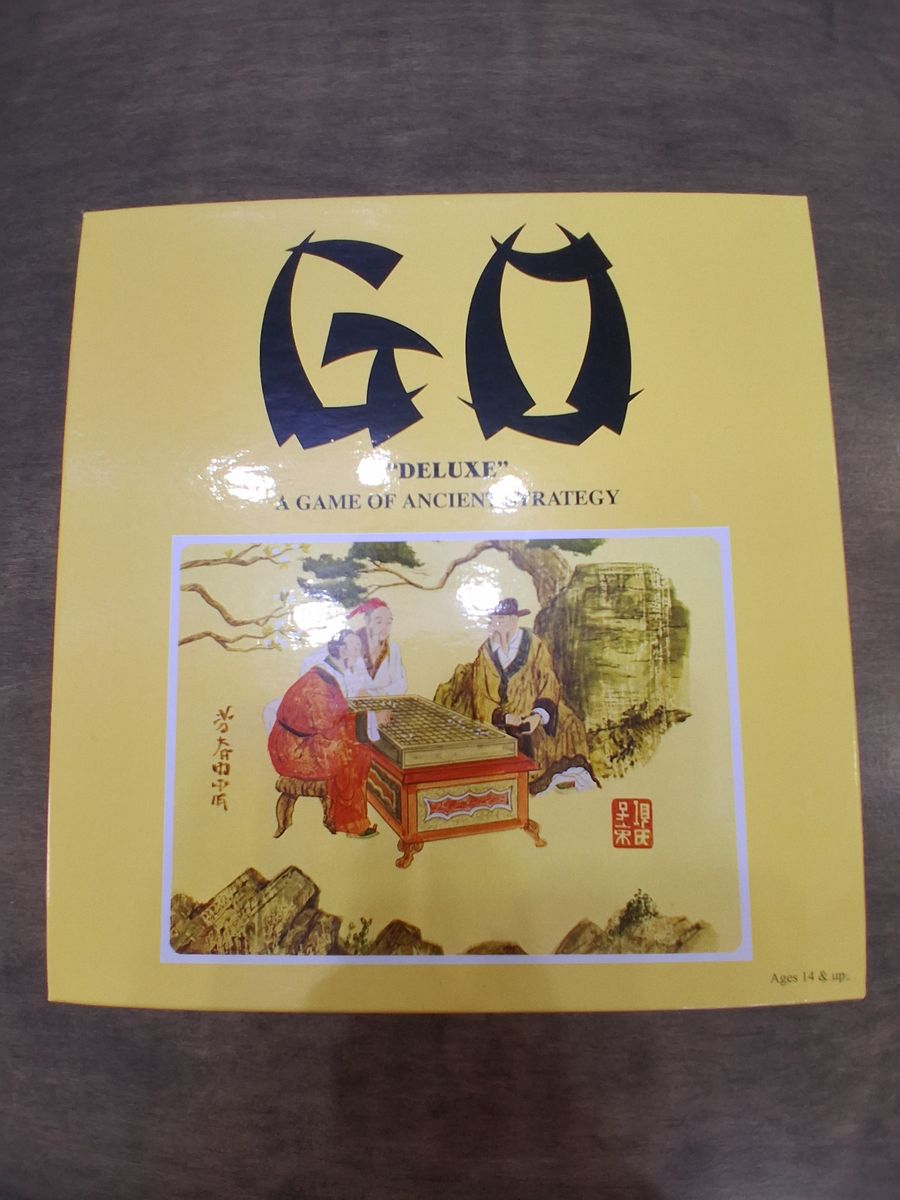 GO
"DELUXE"
A GAME OF ANCIENT STRATEGY
Ages 14 & up.